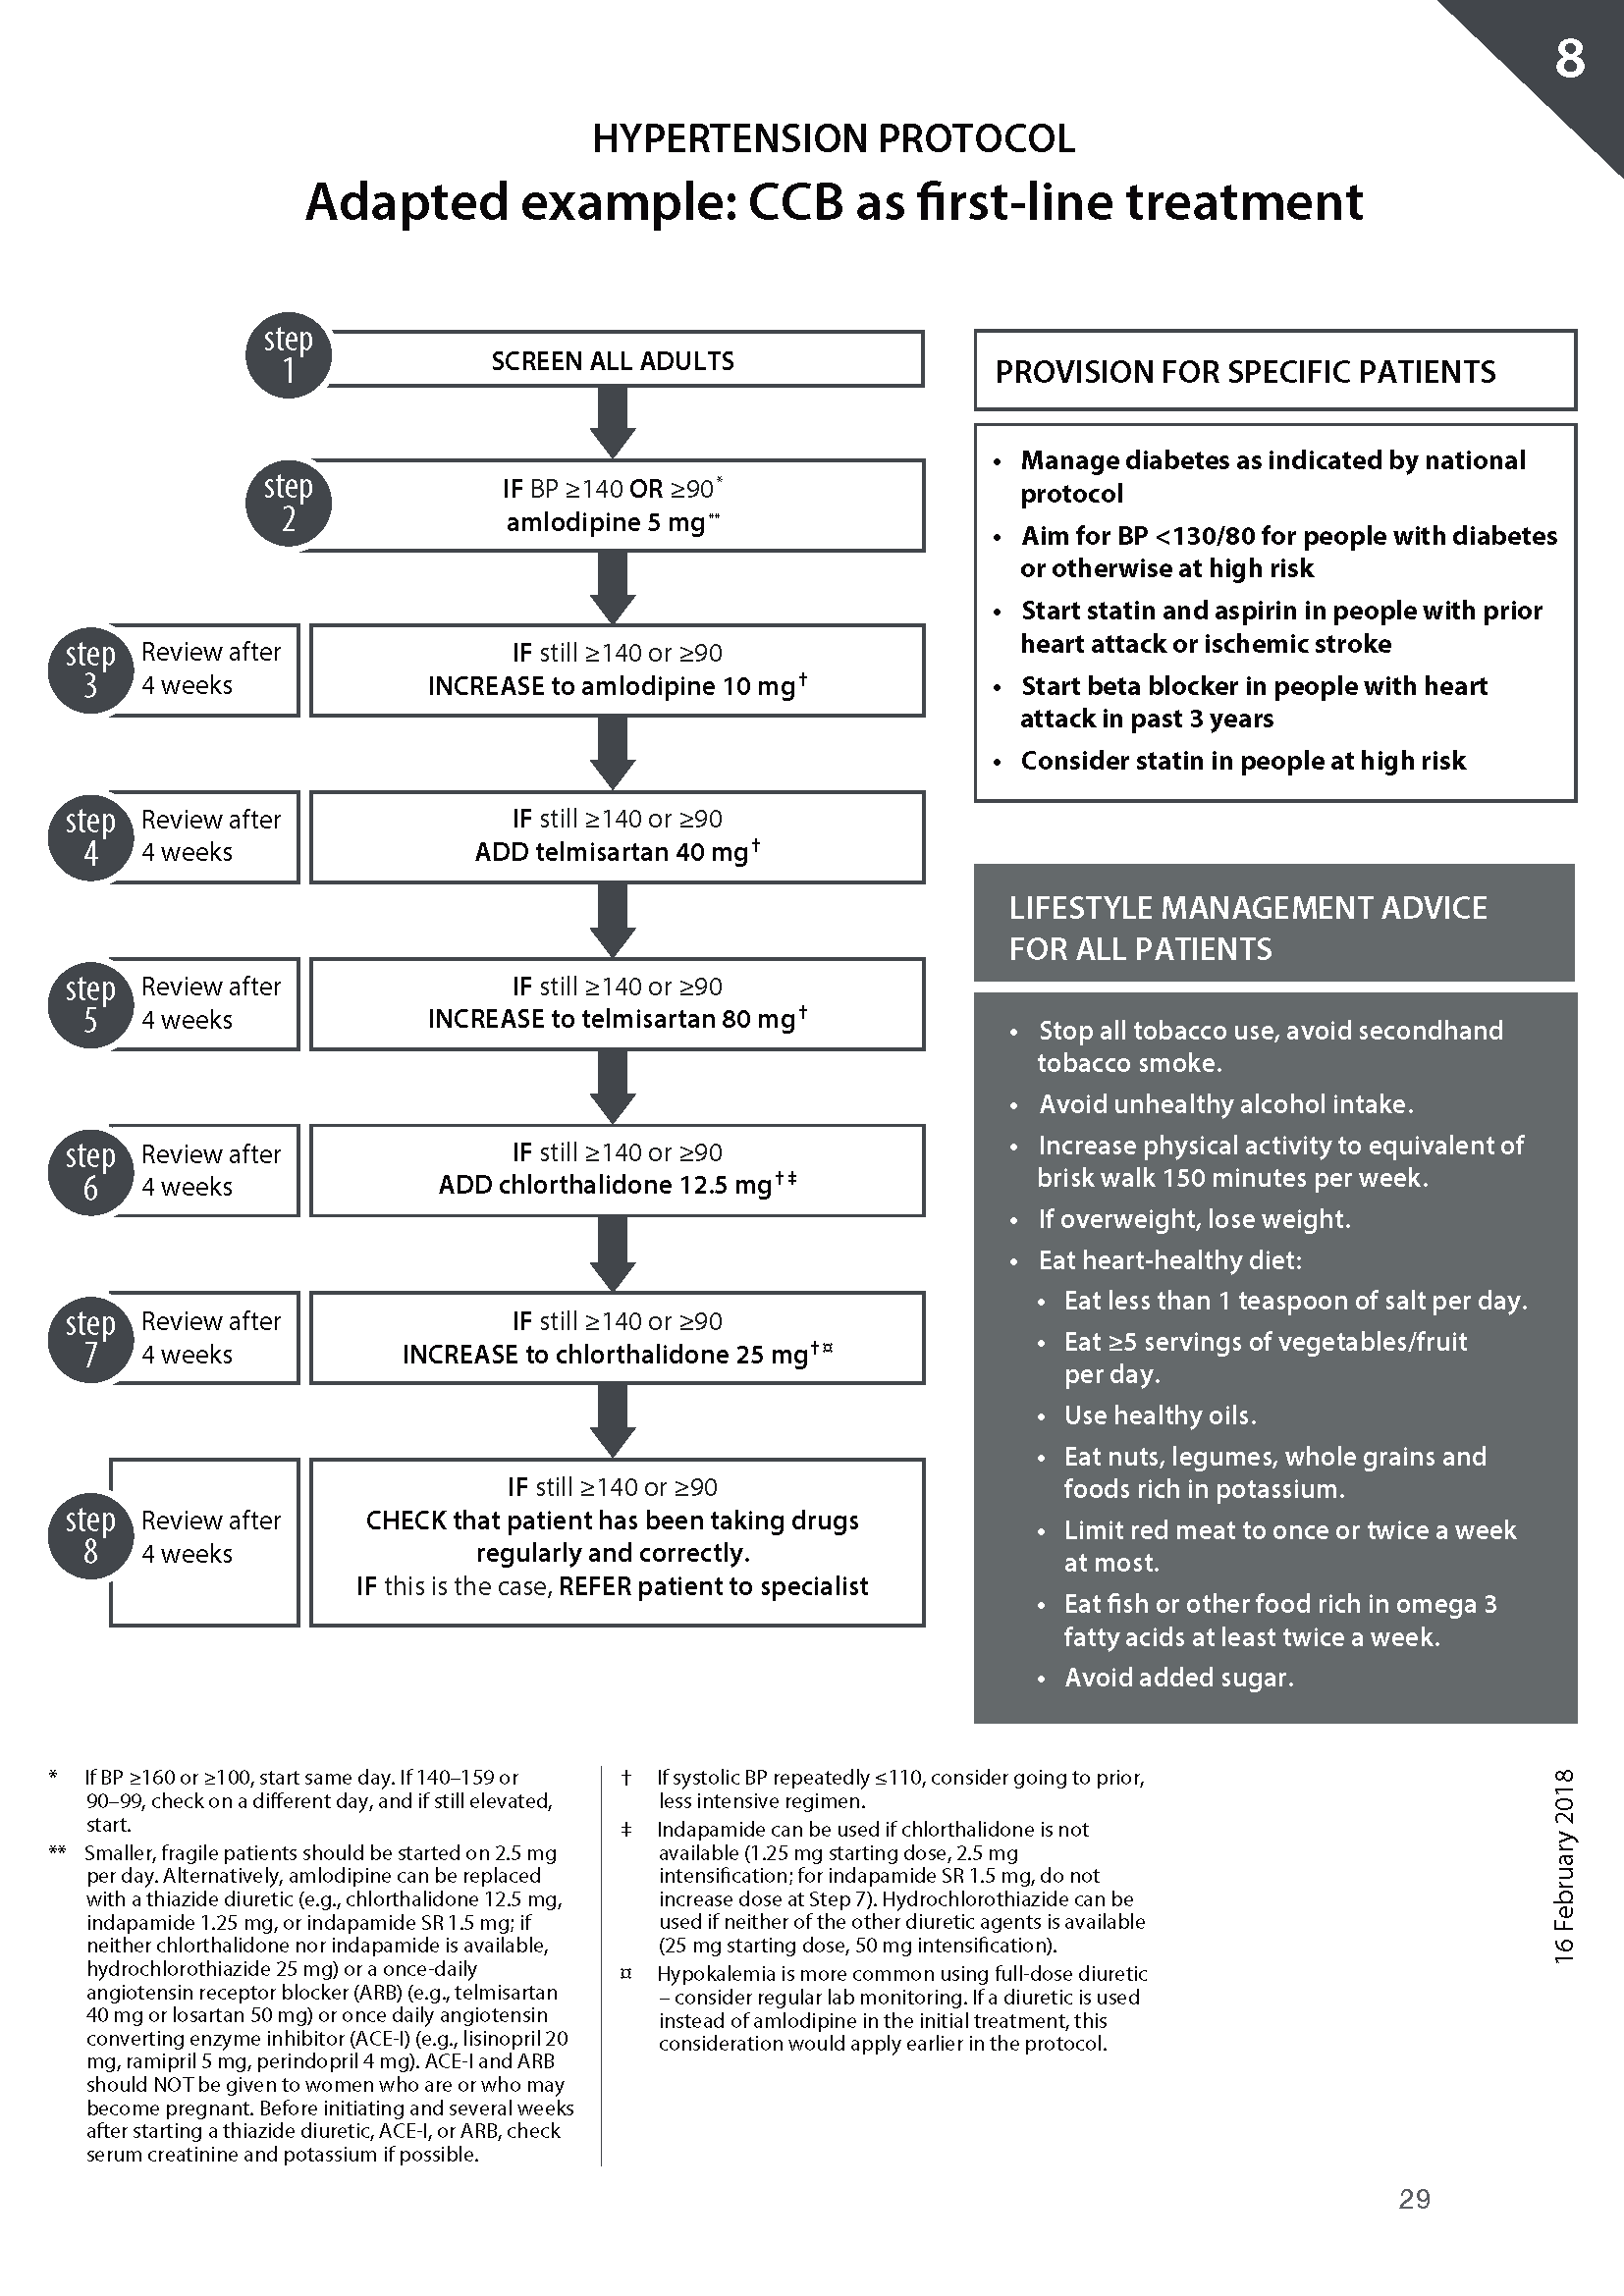 8
HYPERTENSION PROTOCOL
Adapted example: CCB as first-line treatment
step
1
SCREEN ALL ADULTS
step
2
IF BP ≥140 OR ≥90*
amlodipine 5 mg**
step
3
Review after
4 weeks
IF still ≥140 or ≥90
INCREASE to amlodipine 10 mg†
step
4
Review after
4 weeks
IF still ≥140 or ≥90
ADD telmisartan 40 mg†
step
5
Review after
4 weeks
IF still ≥140 or ≥90
INCREASE to telmisartan 80 mg†
step
6
Review after
4 weeks
IF still ≥140 or ≥90
ADD chlorthalidone 12.5 mg†‡
step
7
Review after
4 weeks
IF still ≥140 or ≥90
INCREASE to chlorthalidone 25 mg†¤
step
8
Review after
4 weeks
IF still ≥140 or ≥90
CHECK that patient has been taking drugs
regularly and correctly.
IF this is the case, REFER patient to specialist
PROVISION FOR SPECIFIC PATIENTS
• Manage diabetes as indicated by national
protocol
• Aim for BP <130/80 for people with diabetes
or otherwise at high risk
• Start statin and aspirin in people with prior
heart attack or ischemic stroke
• Start beta blocker in people with heart
attack in past 3 years
• Consider statin in people at high risk
LIFESTYLE MANAGEMENT ADVICE
FOR ALL PATIENTS
• Stop all tobacco use, avoid secondhand
tobacco smoke.
• Avoid unhealthy alcohol intake.
• Increase physical activity to equivalent of
brisk walk 150 minutes per week.
• If overweight, lose weight.
• Eat heart-healthy diet:
• Eat less than 1 teaspoon of salt per day.
• Eat ≥5 servings of vegetables/fruit
per day.
• Use healthy oils.
• Eat nuts, legumes, whole grains and
foods rich in potassium.
• Limit red meat to once or twice a week
at most.
• Eat fish or other food rich in omega 3
fatty acids at least twice a week.
• Avoid added sugar.
* If BP ≥160 or ≥100, start same day. If 140–159 or
90–99, check on a different day, and if still elevated,
start.
** Smaller, fragile patients should be started on 2.5 mg
per day. Alternatively, amlodipine can be replaced
with a thiazide diuretic (e.g., chlorthalidone 12.5 mg,
indapamide 1.25 mg, or indapamide SR 1.5 mg; if
neither chlorthalidone nor indapamide is available,
hydrochlorothiazide 25 mg) or a once-daily
angiotensin receptor blocker (ARB) (e.g., telmisartan
40 mg or losartan 50 mg) or once daily angiotensin
converting enzyme inhibitor (ACE-I) (e.g., lisinopril 20
mg, ramipril 5 mg, perindopril 4 mg). ACE-I and ARB
should NOT be given to women who are or who may
become pregnant. Before initiating and several weeks
after starting a thiazide diuretic, ACE-I, or ARB, check
serum creatinine and potassium if possible.
† If systolic BP repeatedly ≤110, consider going to prior,
less intensive regimen.
‡ Indapamide can be used if chlorthalidone is not
available (1.25 mg starting dose, 2.5 mg
intensification; for indapamide SR 1.5 mg, do not
increase dose at Step 7). Hydrochlorothiazide can be
used if neither of the other diuretic agents is available
(25 mg starting dose, 50 mg intensification).
¤ Hypokalemia is more common using full-dose diuretic
– consider regular lab monitoring. If a diuretic is used
instead of amlodipine in the initial treatment, this
consideration would apply earlier in the protocol.
16 February 2018
29